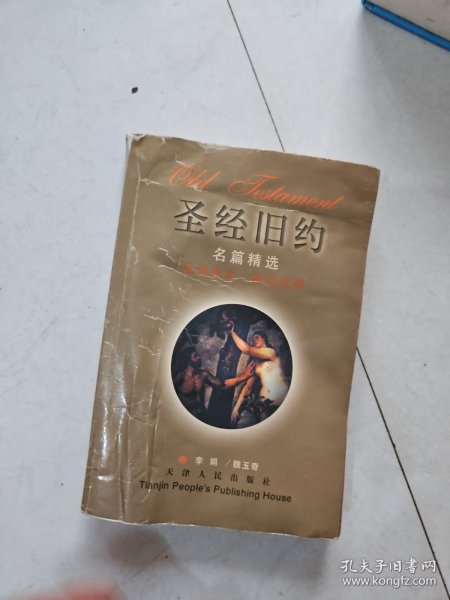 Old Testament
圣经旧约
名篇精选
李娟/魏玉奇
天津人民出版社
Tianjin People's Publishing House
孔夫子旧书网
www.kongfz.com